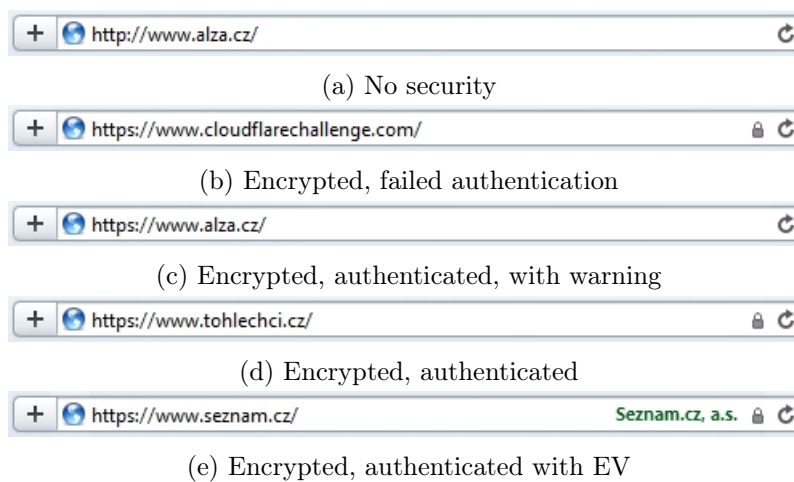 http://www.alza.cz/
(a) No security
https://www.cloudflarechallenge.com/
(b) Encrypted, failed authentication
https://www.alza.cz/
(c) Encrypted, authenticated, with warning
https://www.tohlechci.cz/
(d) Encrypted, authenticated
https://www.seznam.cz/ Seznam.cz, a.s.
(e) Encrypted, authenticated with EV